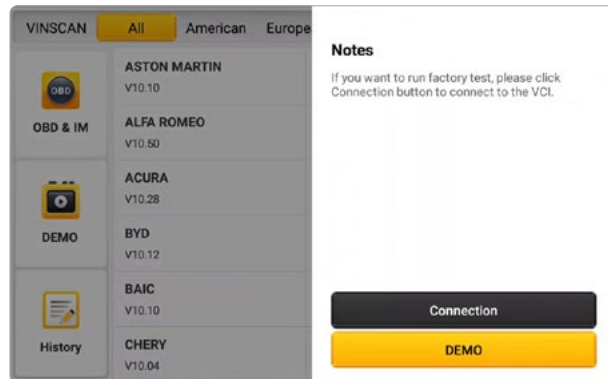 VINSCAN All American Europe
ASTON MARTIN
V10.10
OBD
OBD & IM
ALFA ROMEO
V10.50
ACURA
V10.28
DEMO
BYD
V10.12
BAIC
V10.10
History
CHERY
V10.04
Notes
If you want to run factory test, please click
Connection button to connect to the VCI.
Connection
DEMO